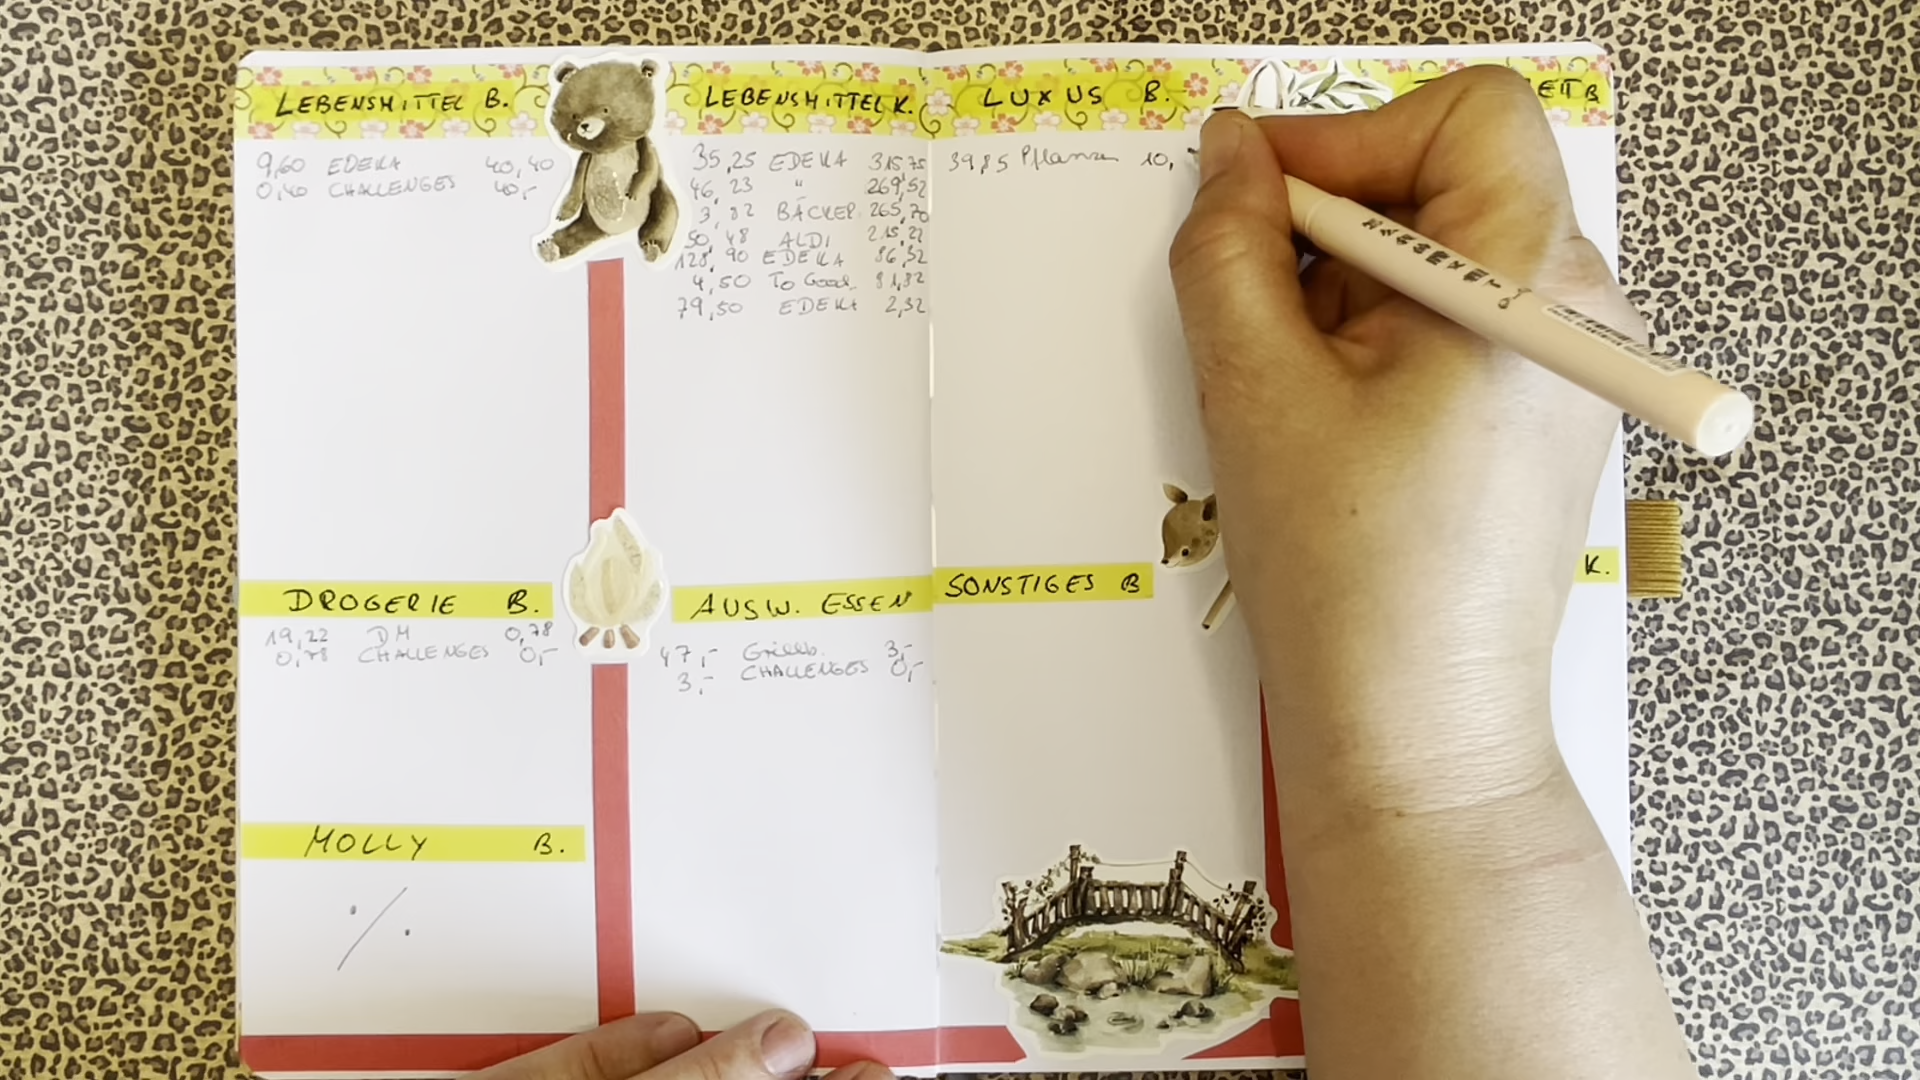 LEBENSMITTEL B.
9,60 EDEKA 40,40
0,40 CHALLENGES 40,-
LEBENSMITTEL K.
35,25 EDEKA 315,75
46,23 " 269,52
3,82 BÄCKER 265,70
50,48 ALDI 215,22
128,90 EDEKA 86,32
4,50 To Good 81,82
79,50 EDEKA 2,32
LUXUS B.
39,85 Pflanzen 10,
DROGERIE B.
19,22 DM 0,78
0,78 CHALLENGES 0,-
AUSW. ESSEN
47,- 3,-
3,- CHALLENGES 0,-
SONSTIGES B
K.
MOLLY B.